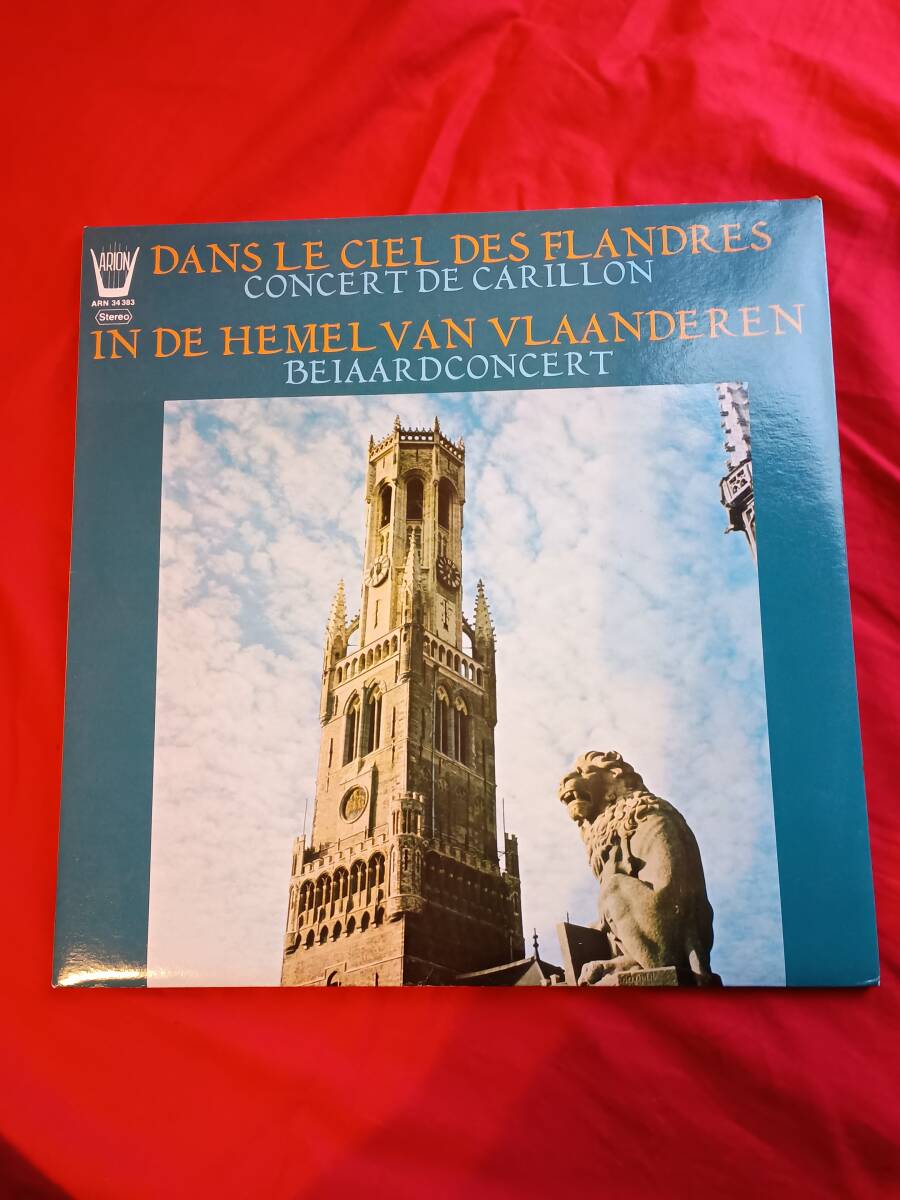 ARION
ARN 34 383
Stereo
DANS LE CIEL DES FLANDRES
CONCERT DE CARILLON
IN DE HEMEL VAN VLAANDEREN
BEIAARDCONCERT